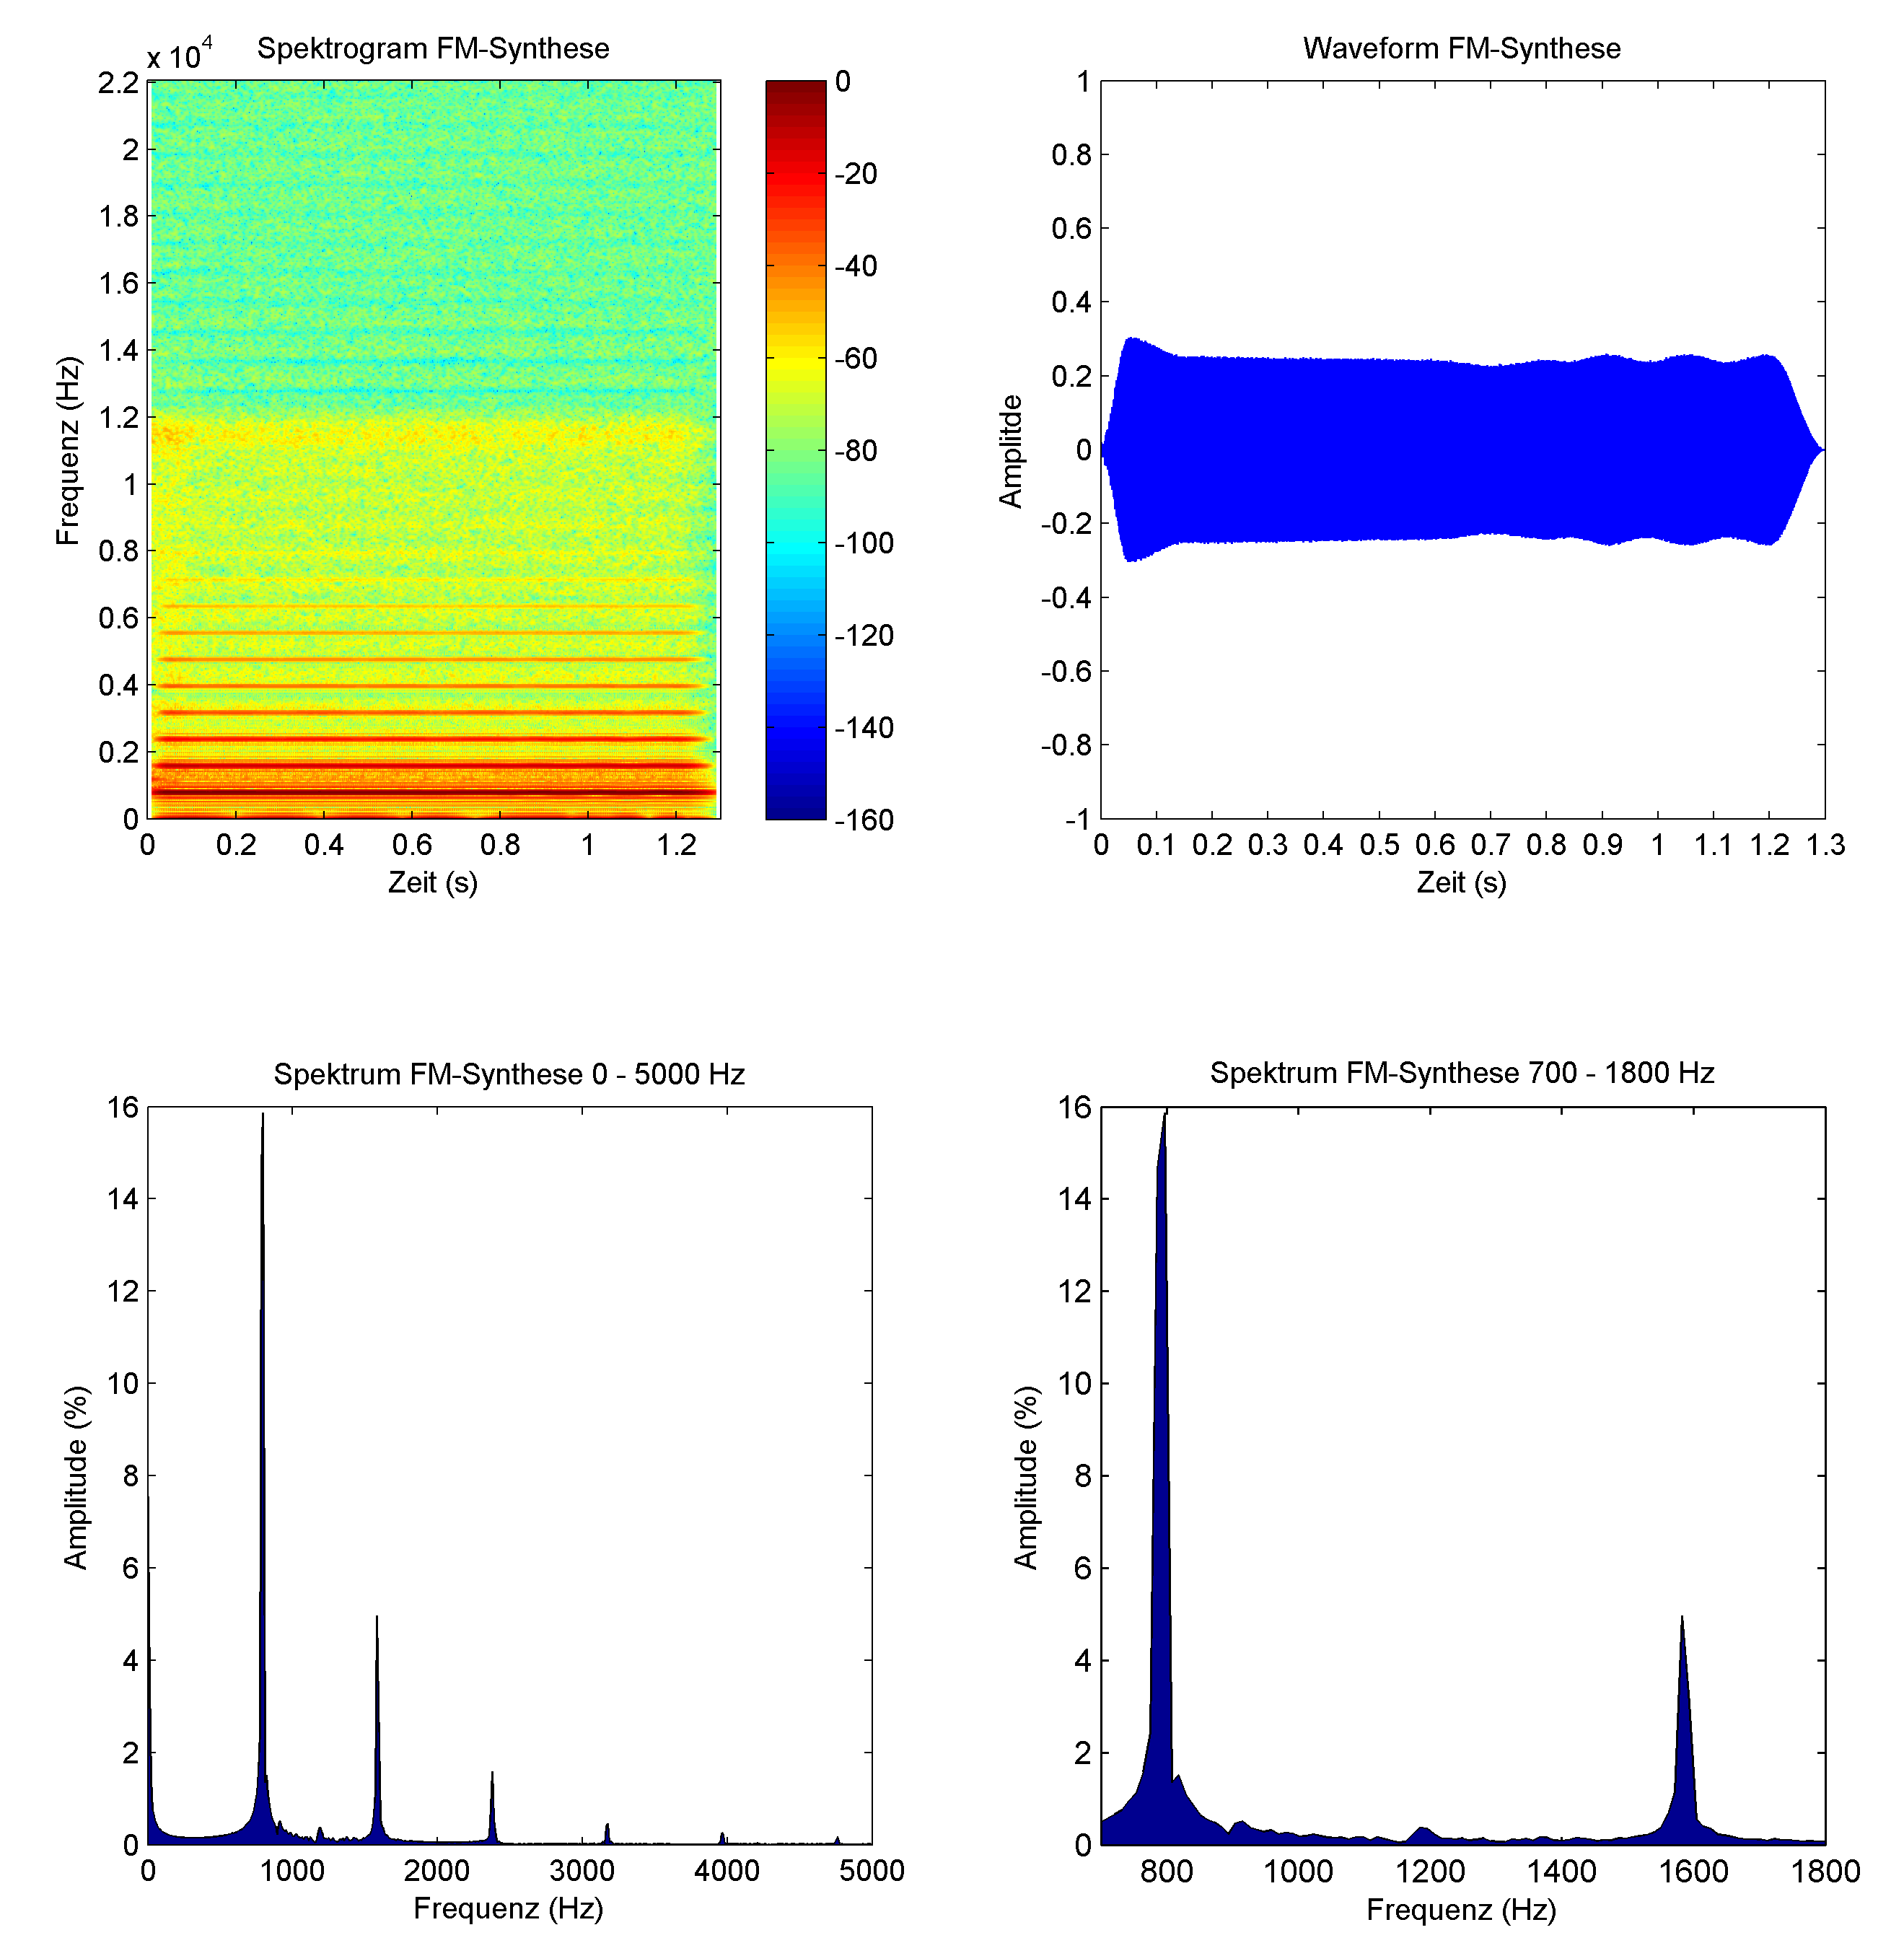 Spektrogram FM-Synthese
x 10^4
2.2
2
1.8
1.6
1.4
1.2
1
0.8
0.6
0.4
0.2
0
Frequenz (Hz)
0 0.2 0.4 0.6 0.8 1 1.2
Zeit (s)
0
-20
-40
-60
-80
-100
-120
-140
-160
Waveform FM-Synthese
1
0.8
0.6
0.4
0.2
0
-0.2
-0.4
-0.6
-0.8
-1
Amplitde
0 0.1 0.2 0.3 0.4 0.5 0.6 0.7 0.8 0.9 1 1.1 1.2 1.3
Zeit (s)
Spektrum FM-Synthese 0 - 5000 Hz
16
14
12
10
8
6
4
2
0
Amplitude (%)
0 1000 2000 3000 4000 5000
Frequenz (Hz)
Spektrum FM-Synthese 700 - 1800 Hz
16
14
12
10
8
6
4
2
0
Amplitude (%)
800 1000 1200 1400 1600 1800
Frequenz (Hz)